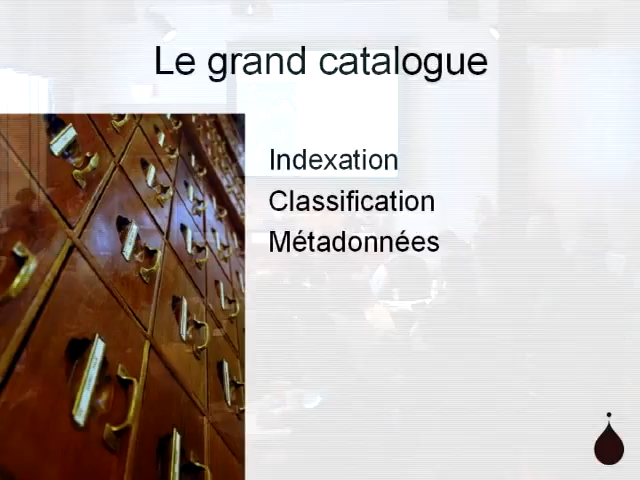 Le grand catalogue
Indexation
Classification
Métadonnées